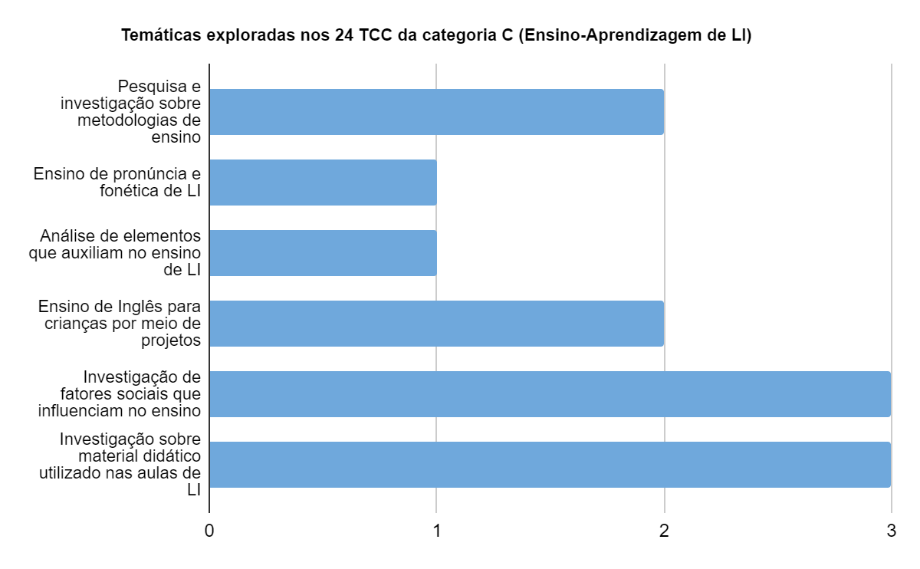 Temáticas exploradas nos 24 TCC da categoria C (Ensino-Aprendizagem de LI)
Pesquisa e
investigação sobre
metodologias de
ensino
Ensino de pronúncia e
fonética de LI
Análise de elementos
que auxiliam no ensino
de LI
Ensino de Inglês para
crianças por meio de
projetos
Investigação de
fatores sociais que
influenciam no ensino
Investigação sobre
material didático
utilizado nas aulas de
LI
0 1 2 3